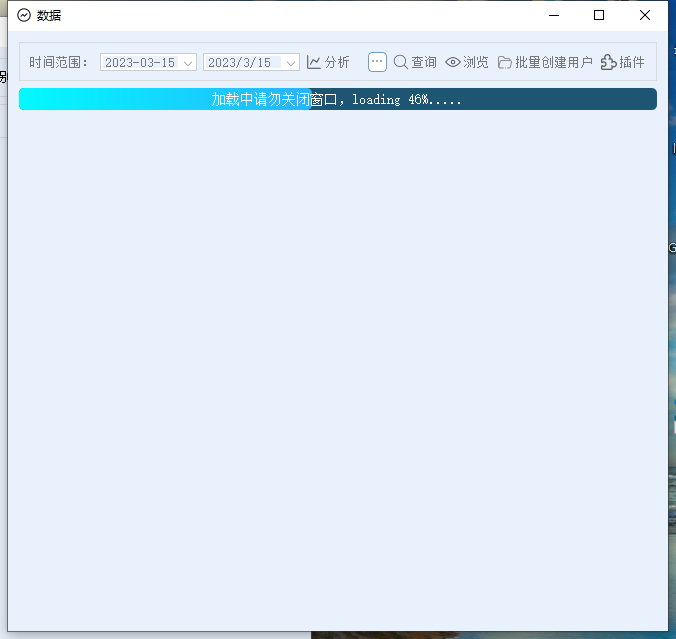 数据
时间范围： 2023-03-15 2023/3/15 分析 查询 浏览 批量创建用户 插件
加载中请勿关闭窗口，loading 46%.....